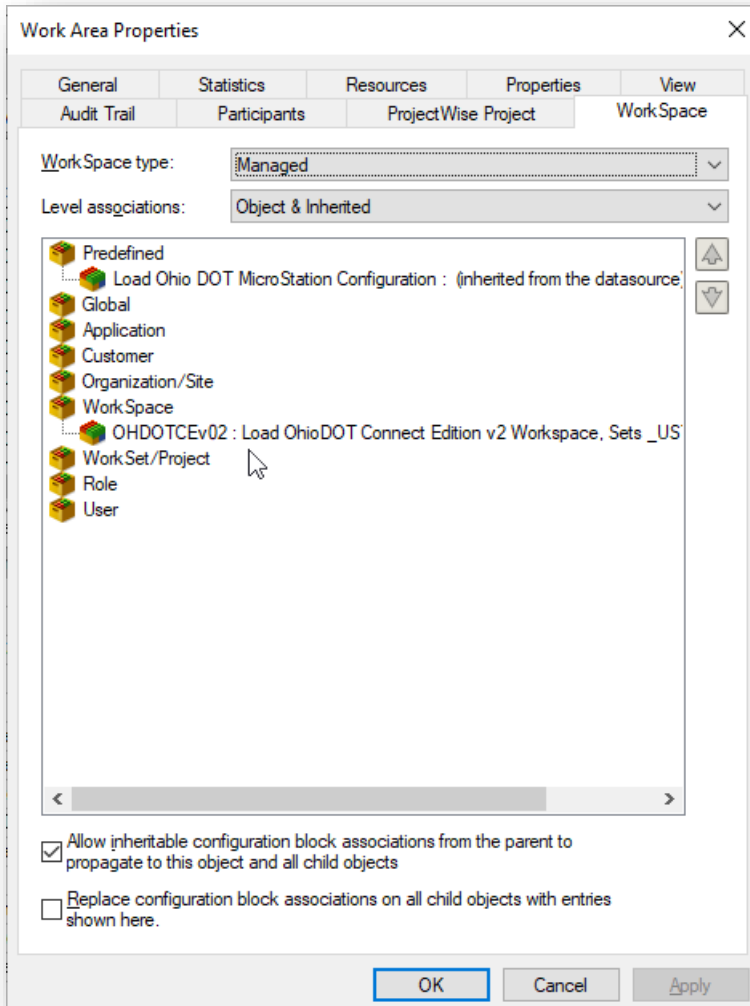 Work Area Properties
General Statistics Resources Properties View
Audit Trail Participants ProjectWise Project WorkSpace
WorkSpace type: Managed
Level associations: Object & Inherited
Predefined
Load Ohio DOT MicroStation Configuration : (inherited from the datasource)
Global
Application
Customer
Organization/Site
WorkSpace
OHDOTCEv02 : Load OhioDOT Connect Edition v2 Workspace, Sets _US
WorkSet/Project
Role
User
Allow inheritable configuration block associations from the parent to
propagate to this object and all child objects
Replace configuration block associations on all child objects with entries
shown here.
OK Cancel Apply